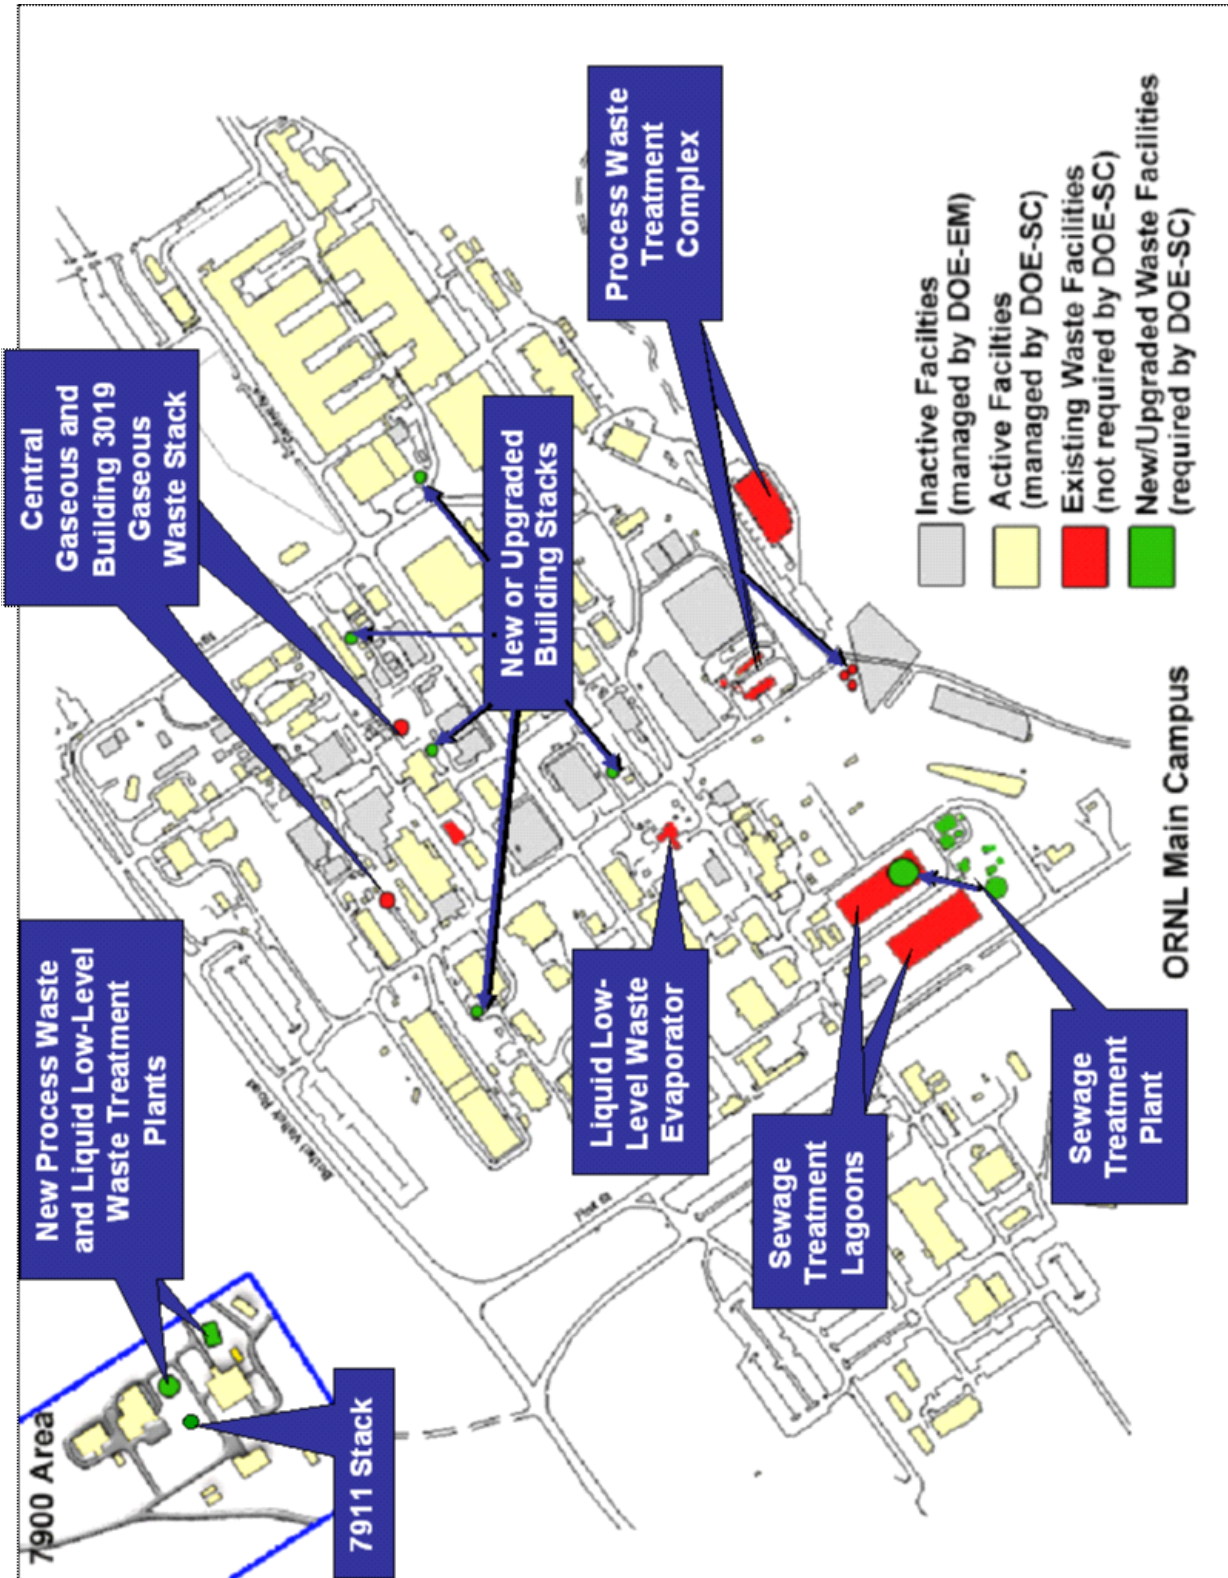 7900 Area
7911 Stack
New Process Waste
and Liquid Low-Level
Waste Treatment
Plants
Central
Gaseous and
Building 3019
Gaseous
Waste Stack
New or Upgraded
Building Stacks
Process Waste
Treatment
Complex
Liquid Low-
Level Waste
Evaporator
Sewage
Treatment
Lagoons
Sewage
Treatment
Plant
Bethel Valley Road
First St
ORNL Main Campus
Inactive Facilities
(managed by DOE-EM)
Active Facilties
(managed by DOE-SC)
Existing Waste Facilities
(not required by DOE-SC)
New/Upgraded Waste Facilities
(required by DOE-SC)